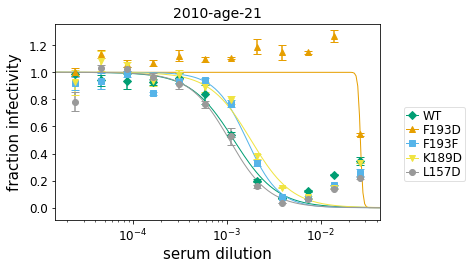 2010-age-21
fraction infectivity
1.2
1.0
0.8
0.6
0.4
0.2
0.0
10⁻⁴
10⁻³
10⁻²
serum dilution
WT
F193D
F193F
K189D
L157D